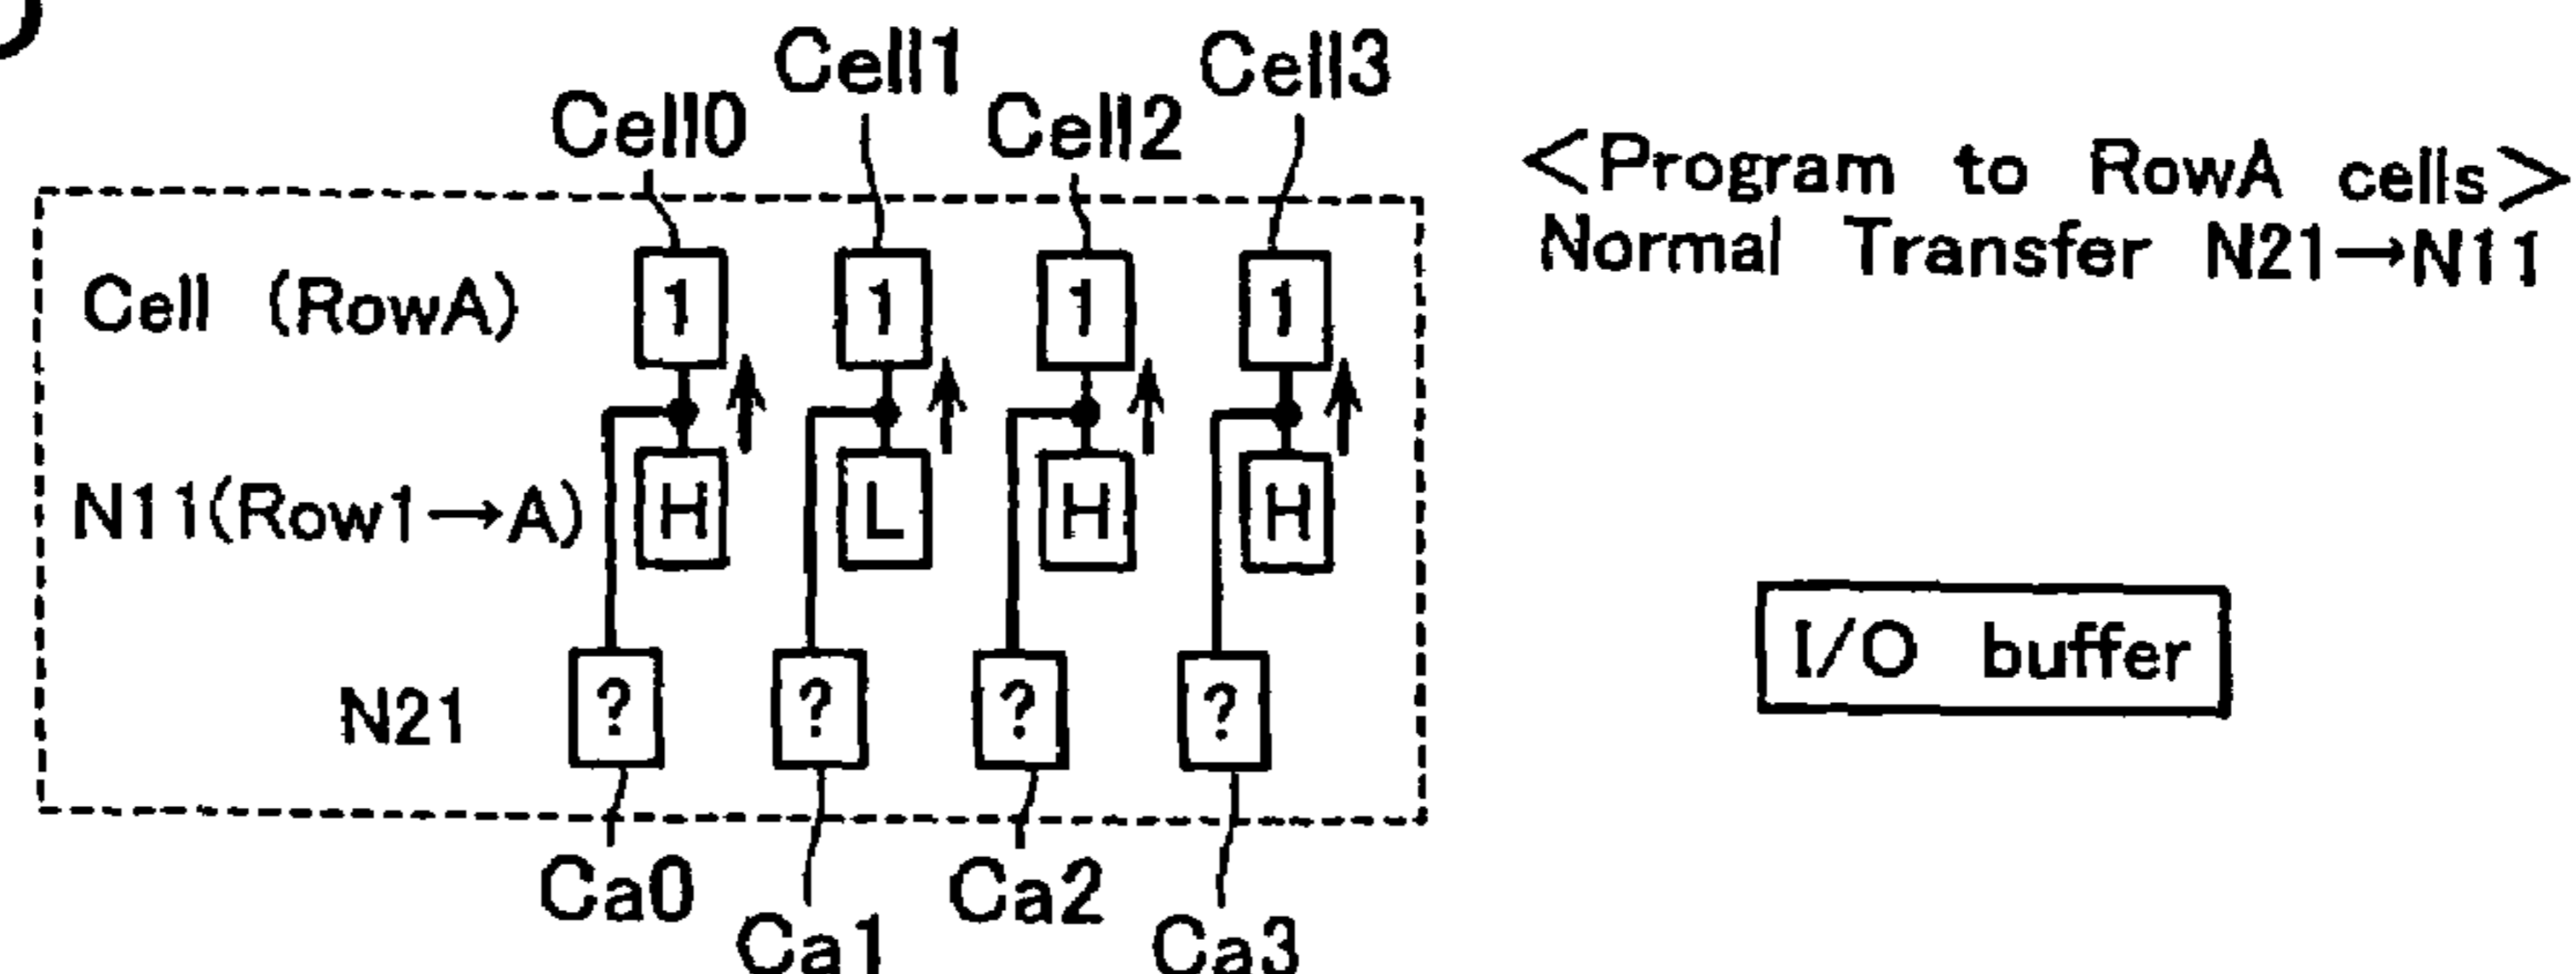 Cell0 Cell1 Cell2 Cell3
<Program to RowA cells>
Normal Transfer N21→N11
Cell (RowA) 1 1 1 1
N11(Row1→A) H L H H
I/O buffer
N21 ? ? ? ?
Ca0 Ca1 Ca2 Ca3